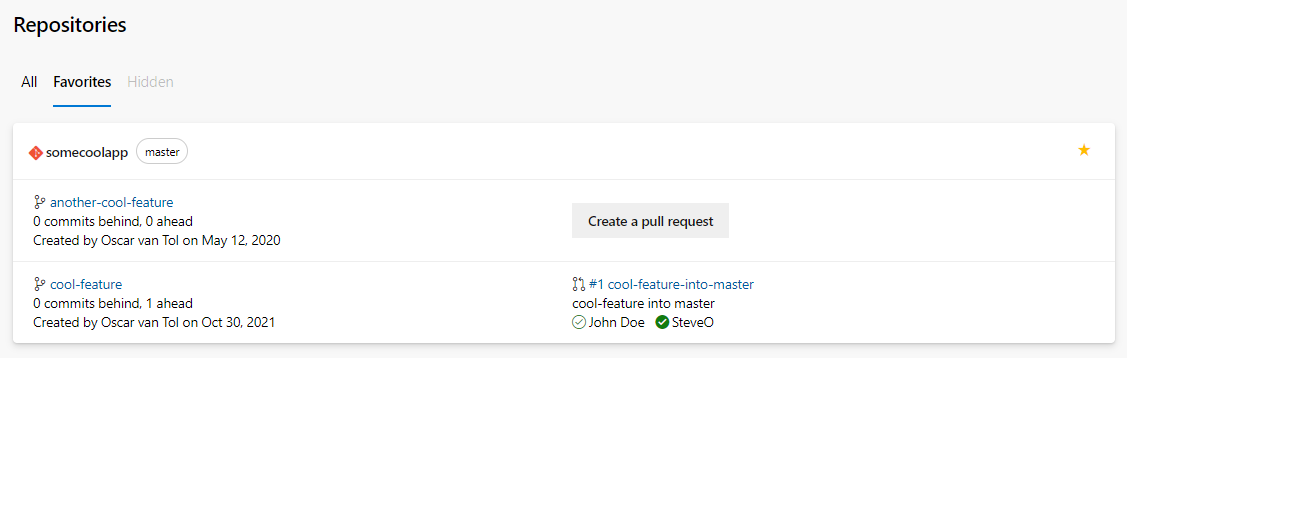 Repositories
All Favorites Hidden
somecoolapp master
another-cool-feature
0 commits behind, 0 ahead
Created by Oscar van Tol on May 12, 2020
Create a pull request
cool-feature
0 commits behind, 1 ahead
Created by Oscar van Tol on Oct 30, 2021
#1 cool-feature-into-master
cool-feature into master
John Doe SteveO